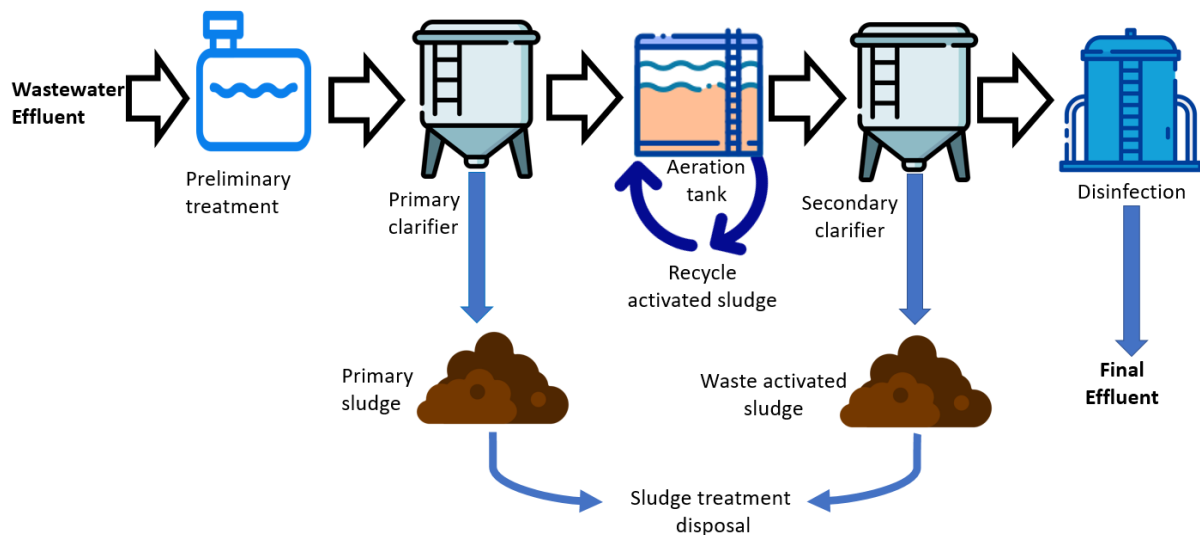 Wastewater
Effluent
Preliminary
treatment
Primary
clarifier
Aeration
tank
Recycle
activated sludge
Secondary
clarifier
Disinfection
Primary
sludge
Waste activated
sludge
Final
Effluent
Sludge treatment
disposal